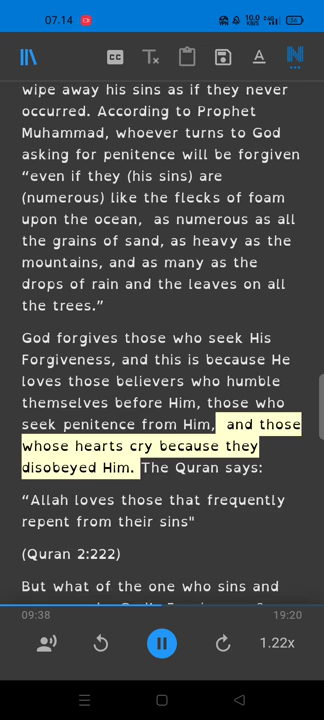 07.14
10.0 KB/S
56
CC
T×
A
N
wipe away his sins as if they never
occurred. According to Prophet
Muhammad, whoever turns to God
asking for penitence will be forgiven
“even if they (his sins) are
(numerous) like the flecks of foam
upon the ocean,  as numerous as all
the grains of sand, as heavy as the
mountains, and as many as the
drops of rain and the leaves on all
the trees.”
God forgives those who seek His
Forgiveness, and this is because He
loves those believers who humble
themselves before Him, those who
seek penitence from Him,  and those
whose hearts cry because they
disobeyed Him. The Quran says:
“Allah loves those that frequently
repent from their sins"
(Quran 2:222)
But what of the one who sins and
09:38
19:20
1.22x